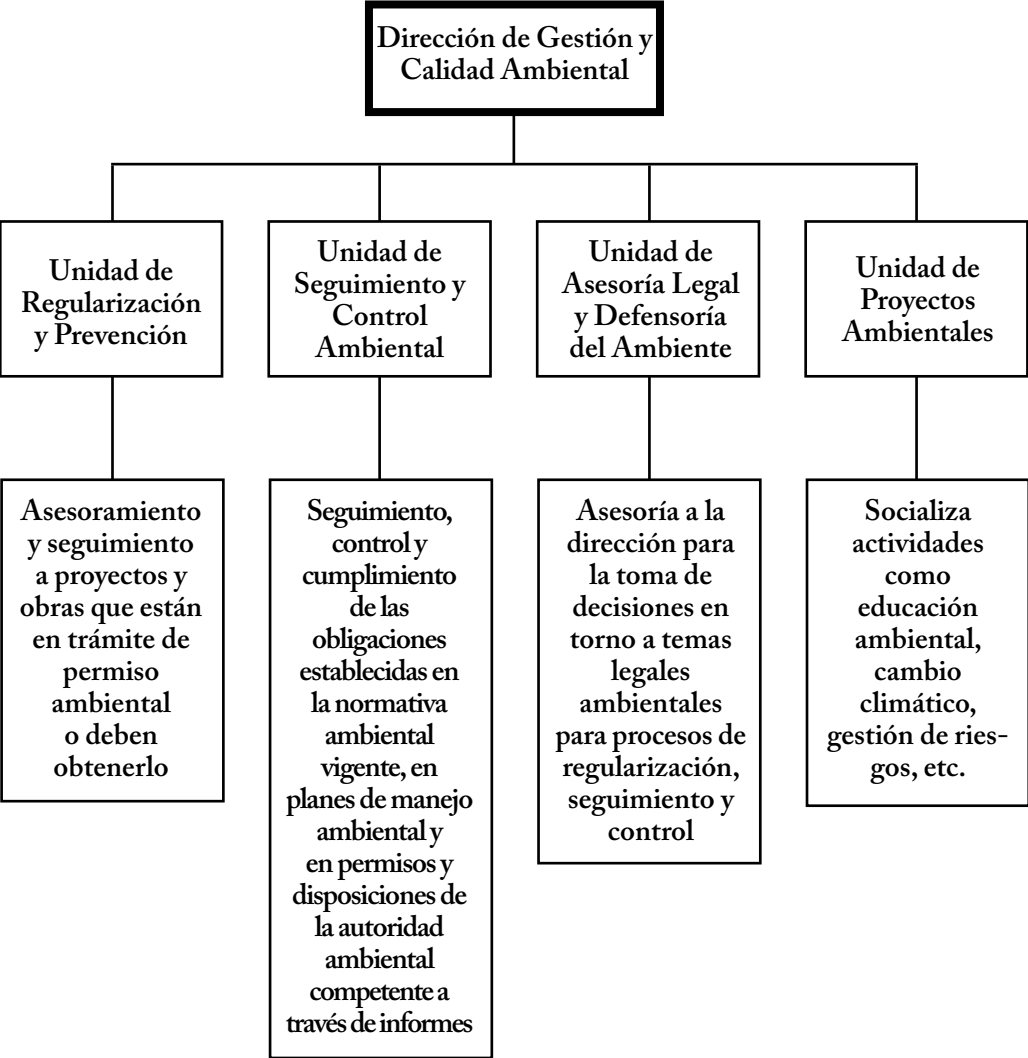 Dirección de Gestión y
Calidad Ambiental
Unidad de
Regularización
y Prevención
Unidad de
Seguimiento y
Control
Ambiental
Unidad de
Asesoría Legal
y Defensoría
del Ambiente
Unidad de
Proyectos
Ambientales
Asesoramiento
y seguimiento
a proyectos y
obras que están
en trámite de
permiso
ambiental
o deben
obtenerlo
Seguimiento,
control y
cumplimiento
de las
obligaciones
establecidas en
la normativa
ambiental
vigente, en
planes de manejo
ambiental y
en permisos y
disposiciones de
la autoridad
ambiental
competente a
través de informes
Asesoría a la
dirección para
la toma de
decisiones en
torno a temas
legales
ambientales
para procesos de
regularización,
seguimiento y
control
Socializa
actividades
como
educación
ambiental,
cambio
climático,
gestión de ries-
gos, etc.